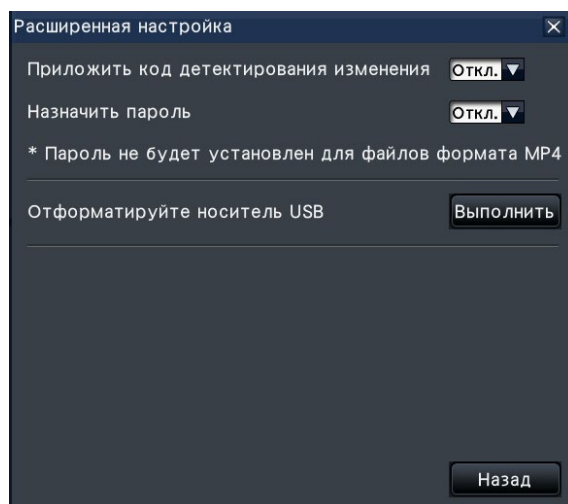 Расширенная настройка
Приложить код детектирования изменения Откл.
Назначить пароль Откл.
* Пароль не будет установлен для файлов формата MP4
Отформатируйте носитель USB Выполнить
Назад